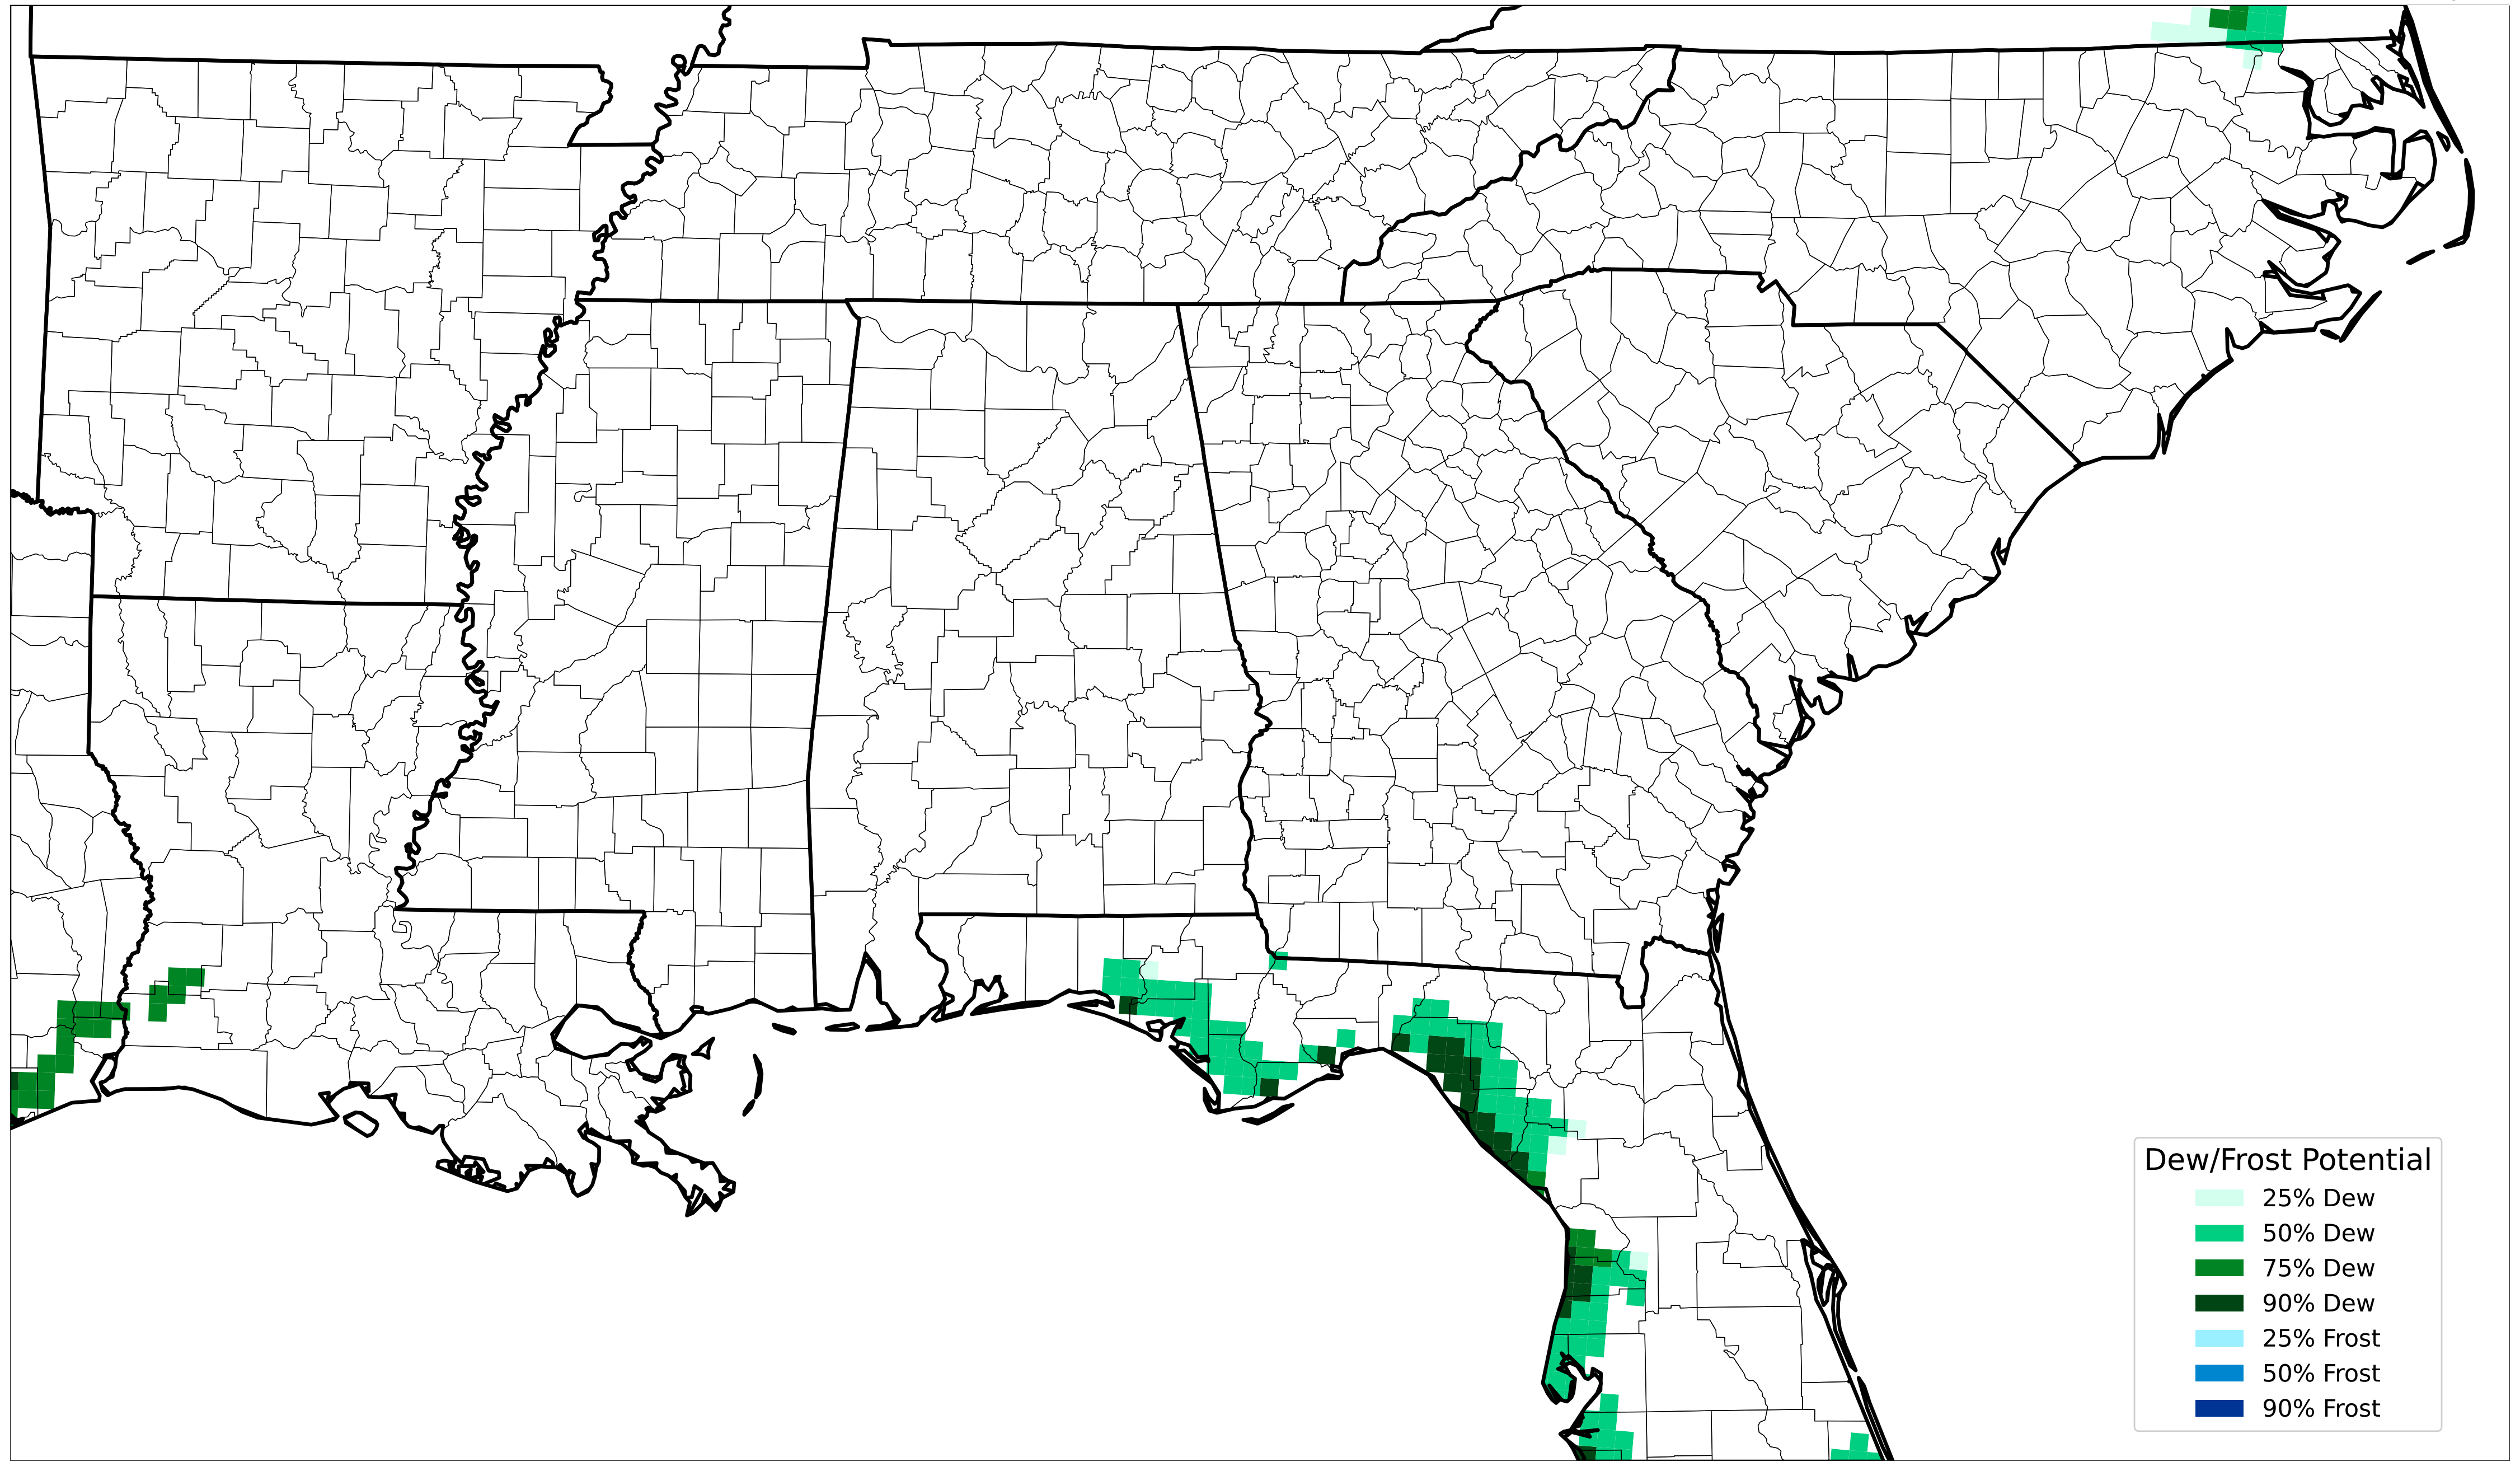 Dew/Frost Potential
25% Dew
50% Dew
75% Dew
90% Dew
25% Frost
50% Frost
90% Frost